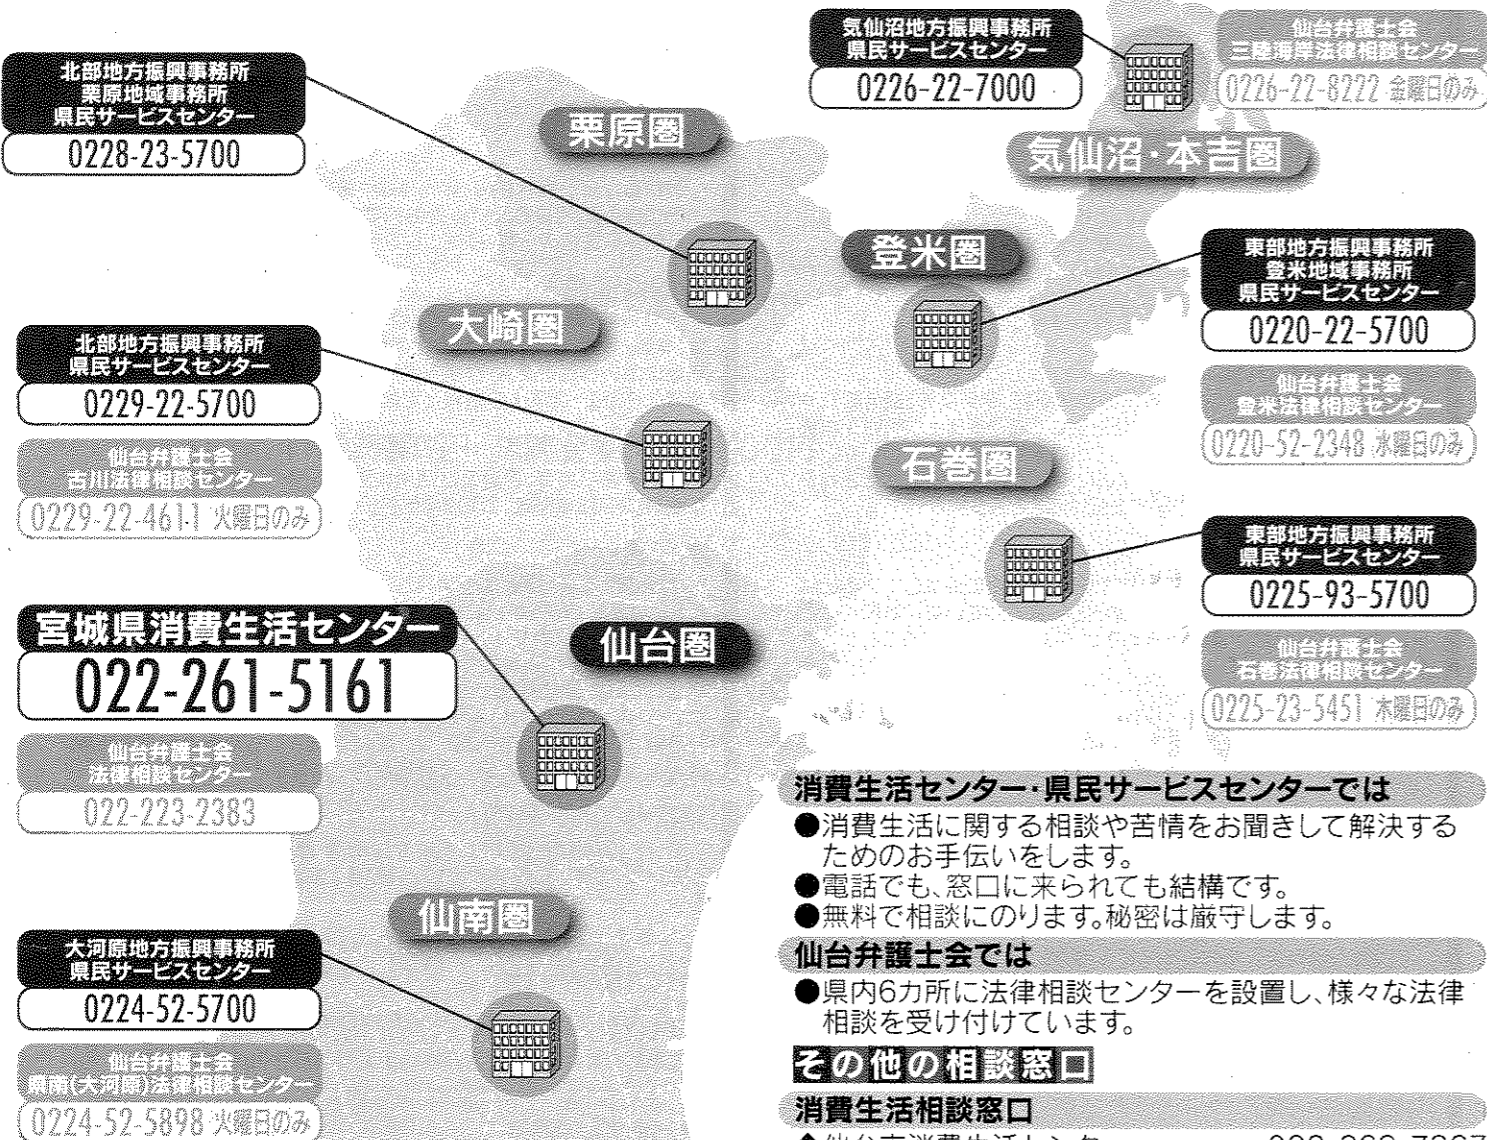 気仙沼地方振興事務所
県民サービスセンター
0226-22-7000
仙台弁護士会
三陸海岸法律相談センター
0226-22-8222 金曜日のみ
北部地方振興事務所
栗原地域事務所
県民サービスセンター
0228-23-5700
栗原圏
気仙沼・本吉圏
登米圏
東部地方振興事務所
登米地域事務所
県民サービスセンター
0220-22-5700
大崎圏
北部地方振興事務所
県民サービスセンター
0229-22-5700
仙台弁護士会
古川法律相談センター
0229-22-4611 火曜日のみ
仙台弁護士会
登米法律相談センター
0220-52-2348 水曜日のみ
石巻圏
東部地方振興事務所
県民サービスセンター
0225-93-5700
仙台弁護士会
石巻法律相談センター
0225-23-5451 木曜日のみ
宮城県消費生活センター
022-261-5161
仙台圏
仙台弁護士会
法律相談センター
022-223-2383
仙南圏
大河原地方振興事務所
県民サービスセンター
0224-52-5700
仙台弁護士会
県南(大河原)法律相談センター
0224-52-5898 火曜日のみ
消費生活センター・県民サービスセンターでは
●消費生活に関する相談や苦情をお聞きして解決する
ためのお手伝いをします。
●電話でも、窓口に来られても結構です。
●無料で相談にのります。秘密は厳守します。
仙台弁護士会では
●県内6カ所に法律相談センターを設置し、様々な法律
相談を受け付けています。
その他の相談窓口
消費生活相談窓口